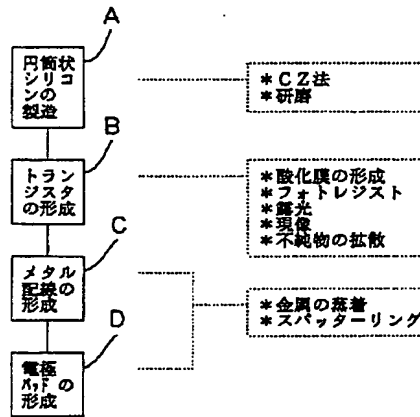 A
円筒状
シリコ
ンの
製造
*CZ法
*研磨
B
トラン
ジスタ
の形成
*酸化膜の形成
*フォトレジスト
*露光
*現像
*不純物の拡散
C
メタル
配線の
形成
*金属の蒸着
*スパッターリング
D
電極
パッドの
形成